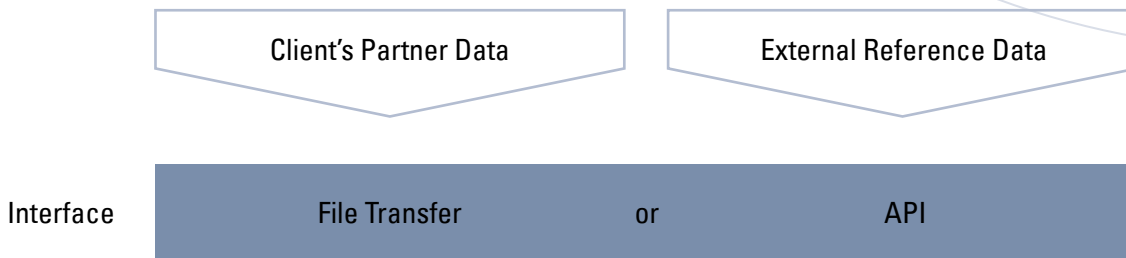 Client's Partner Data
External Reference Data
Interface
File Transfer or API